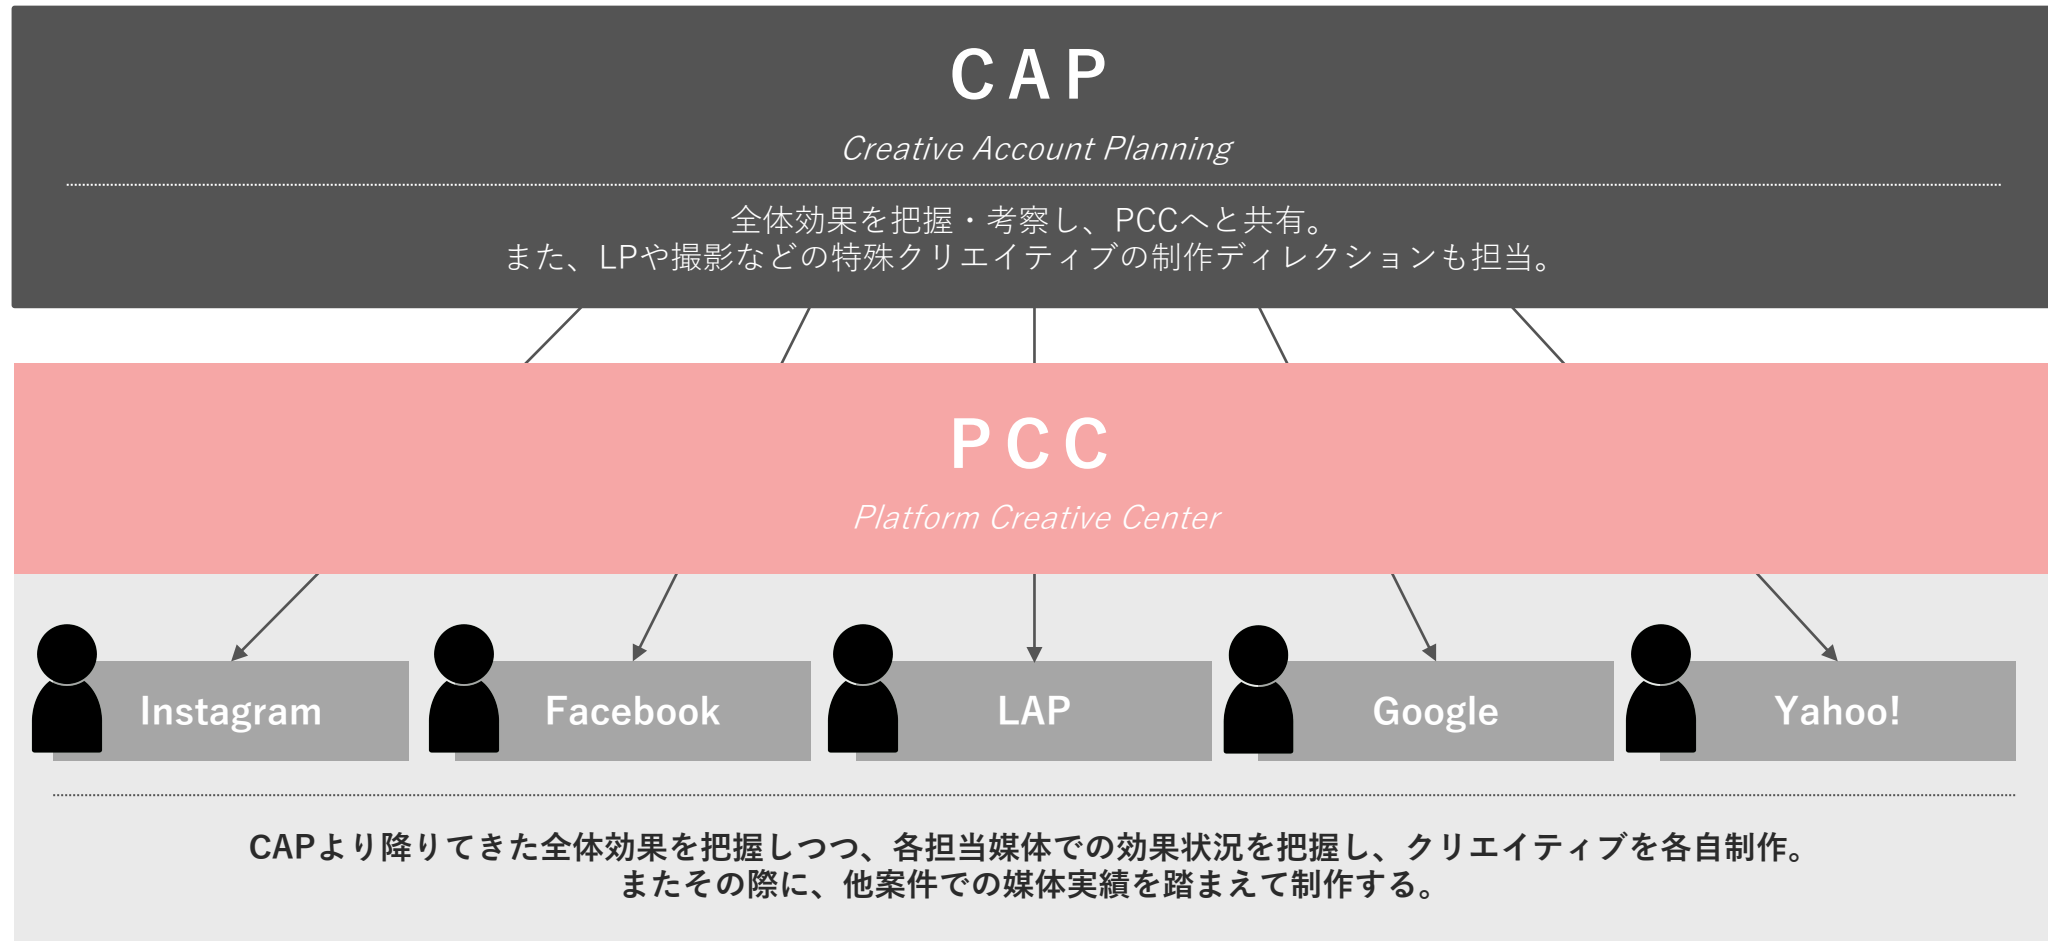 CAP
Creative Account Planning
全体効果を把握・考察し、PCCへと共有。
また、LPや撮影などの特殊クリエイティブの制作ディレクションも担当。
PCC
Platform Creative Center
Instagram
Facebook
LAP
Google
Yahoo!
CAPより降りてきた全体効果を把握しつつ、各担当媒体での効果状況を把握し、クリエイティブを各自制作。
またその際に、他案件での媒体実績を踏まえて制作する。